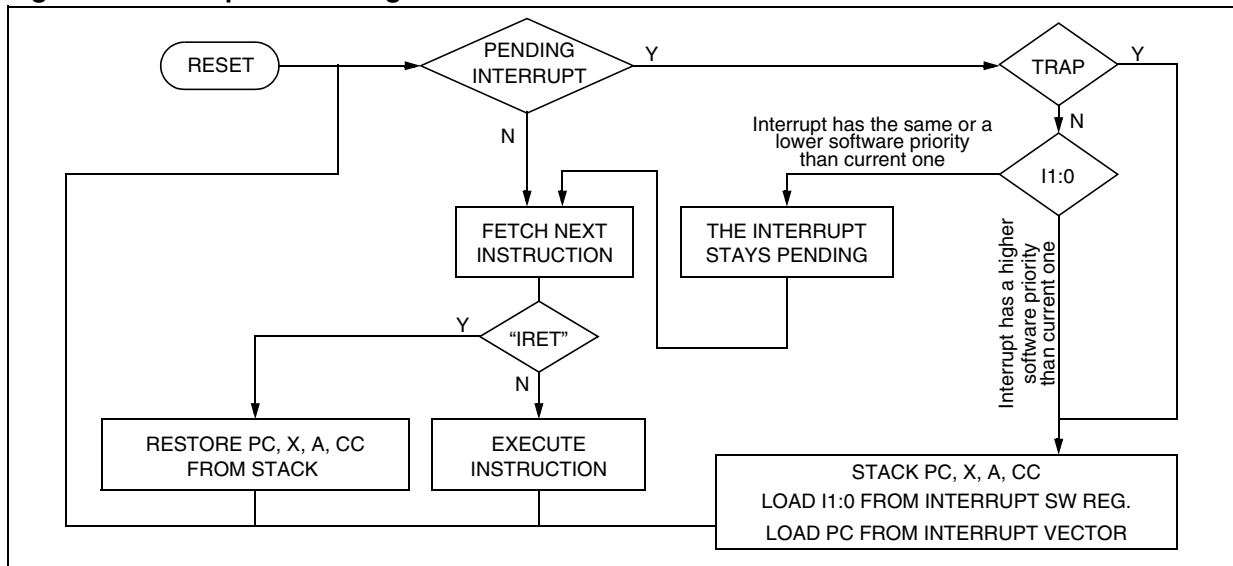 RESET
PENDING
INTERRUPT
Y
TRAP
Y
N
N
Interrupt has the same or a
lower software priority
than current one
I1:0
FETCH NEXT
INSTRUCTION
THE INTERRUPT
STAYS PENDING
Interrupt has a higher
software priority
than current one
Y
“IRET”
N
RESTORE PC, X, A, CC
FROM STACK
EXECUTE
INSTRUCTION
STACK PC, X, A, CC
LOAD I1:0 FROM INTERRUPT SW REG.
LOAD PC FROM INTERRUPT VECTOR